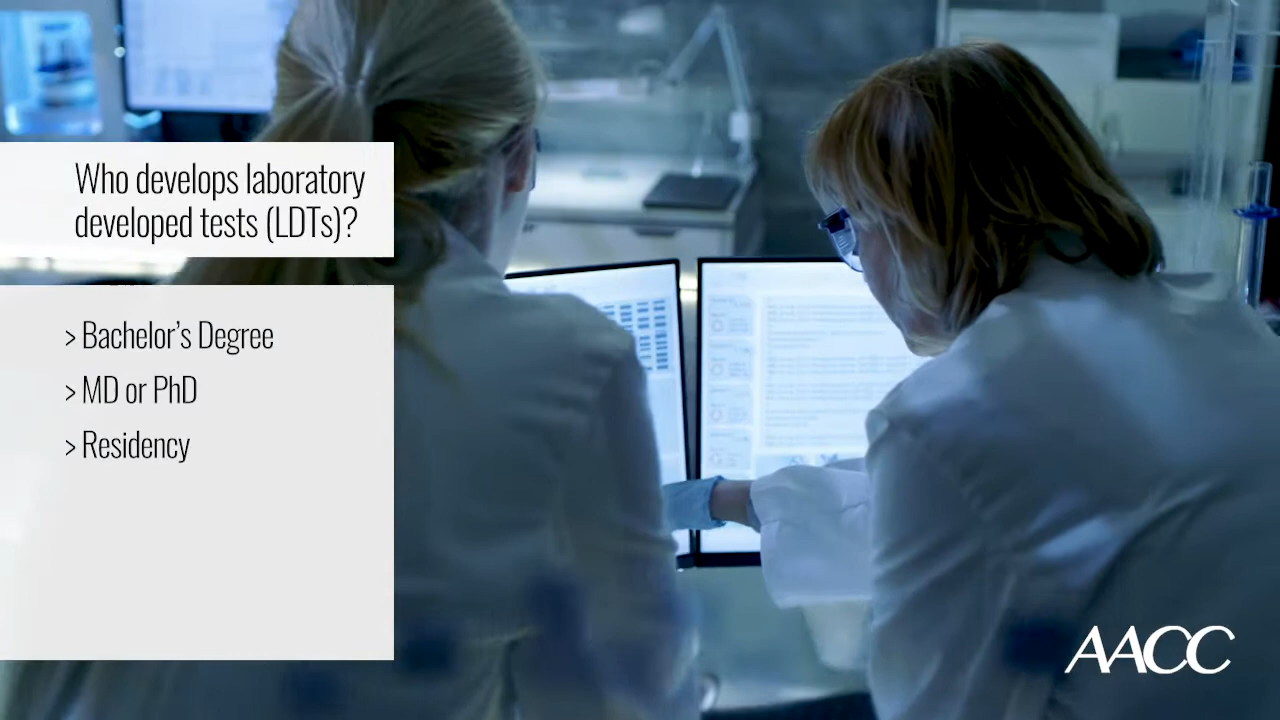 Who develops laboratory
developed tests (LDTs)?
> Bachelor's Degree
> MD or PhD
> Residency
AACC